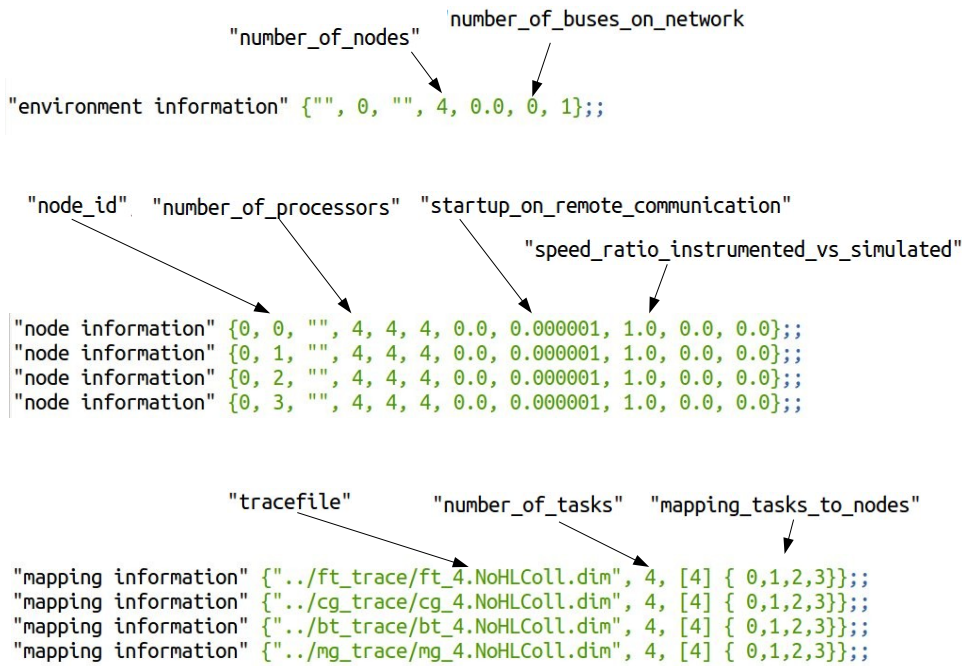 "number_of_nodes" "number_of_buses_on_network
"environment information" {"", 0, "", 4, 0.0, 0, 1};;
"node_id" "number_of_processors" "startup_on_remote_communication"
"speed_ratio_instrumented_vs_simulated"
"node information" {0, 0, "", 4, 4, 4, 0.0, 0.000001, 1.0, 0.0, 0.0};;
"node information" {0, 1, "", 4, 4, 4, 0.0, 0.000001, 1.0, 0.0, 0.0};;
"node information" {0, 2, "", 4, 4, 4, 0.0, 0.000001, 1.0, 0.0, 0.0};;
"node information" {0, 3, "", 4, 4, 4, 0.0, 0.000001, 1.0, 0.0, 0.0};;
"tracefile" "number_of_tasks" "mapping_tasks_to_nodes"
"mapping information" {"../ft_trace/ft_4.NoHLColl.dim", 4, [4] { 0,1,2,3}};;
"mapping information" {"../cg_trace/cg_4.NoHLColl.dim", 4, [4] { 0,1,2,3}};;
"mapping information" {"../bt_trace/bt_4.NoHLColl.dim", 4, [4] { 0,1,2,3}};;
"mapping information" {"../mg_trace/mg_4.NoHLColl.dim", 4, [4] { 0,1,2,3}};;